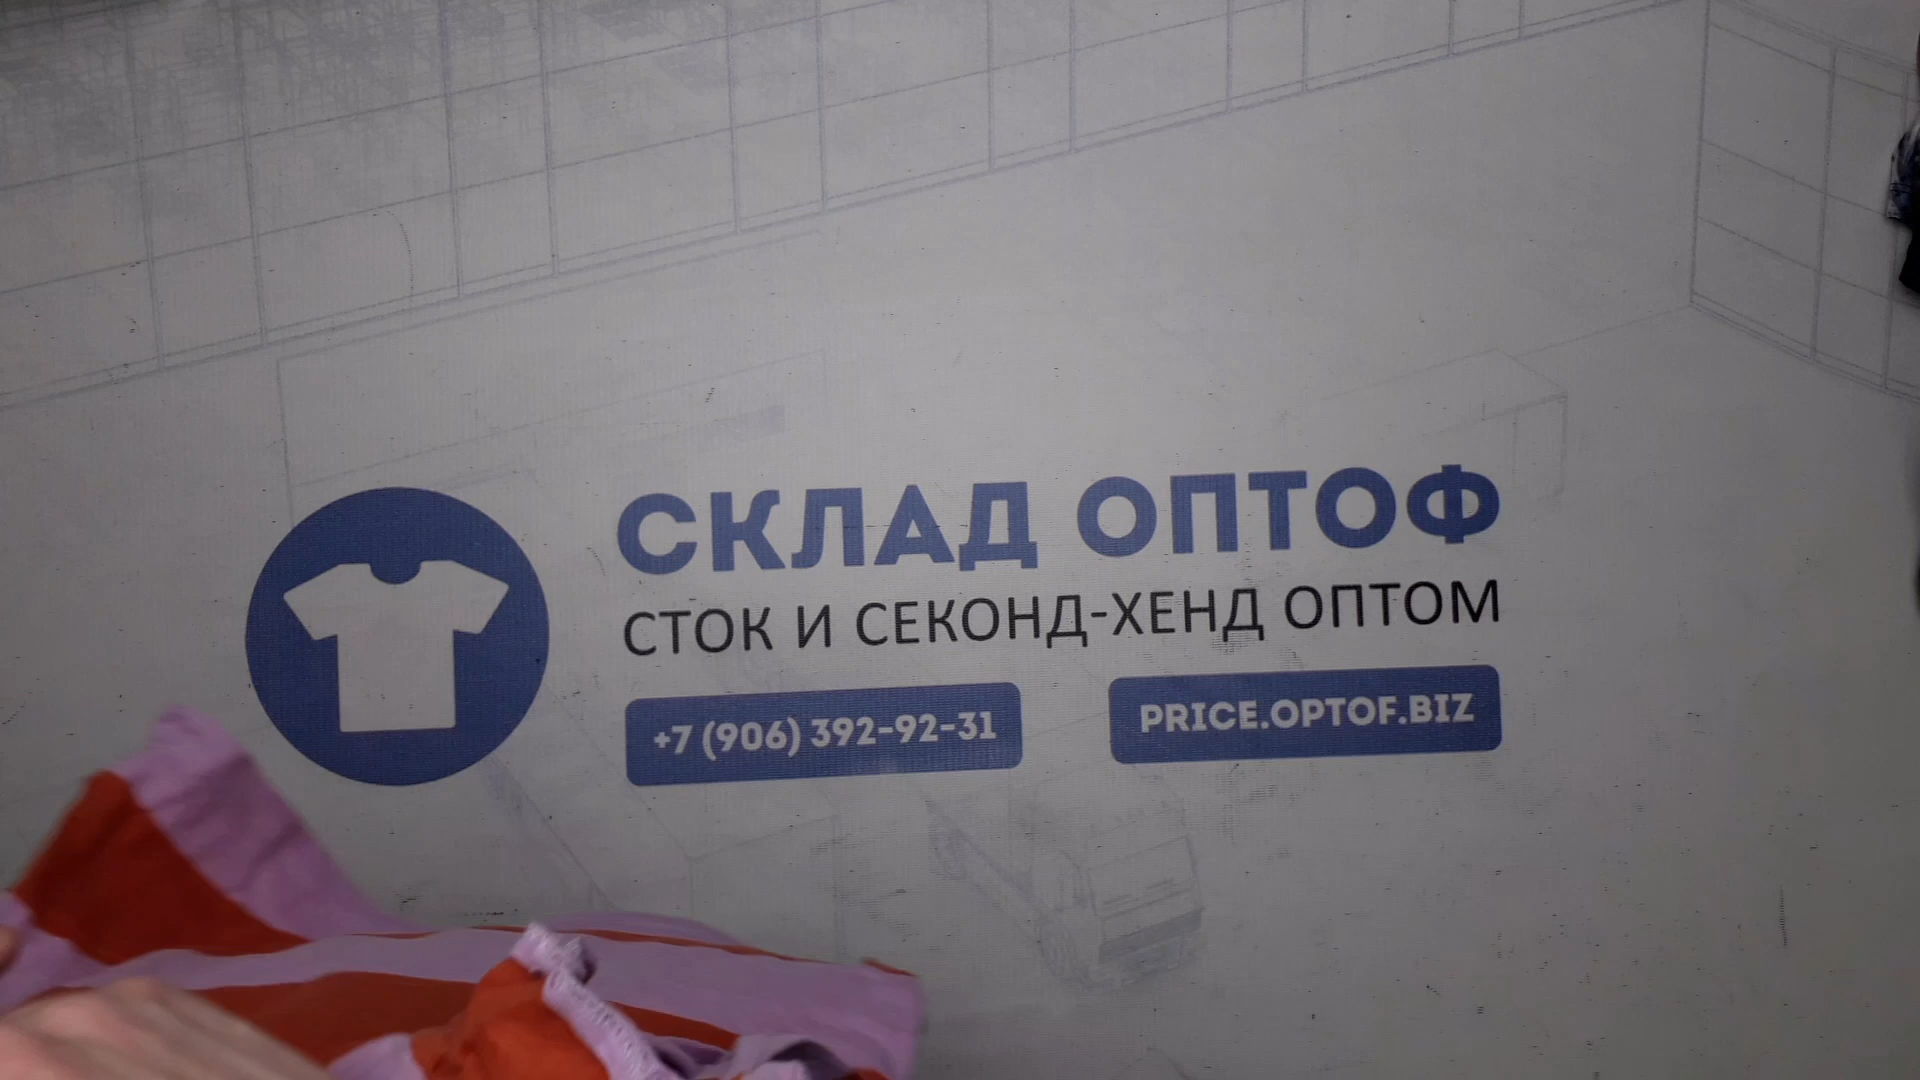 СКЛАД ОПТОФ
СТОК И СЕКОНД-ХЕНД ОПТОМ
+7 (906) 392-92-31
PRICE.OPTOF.BIZ